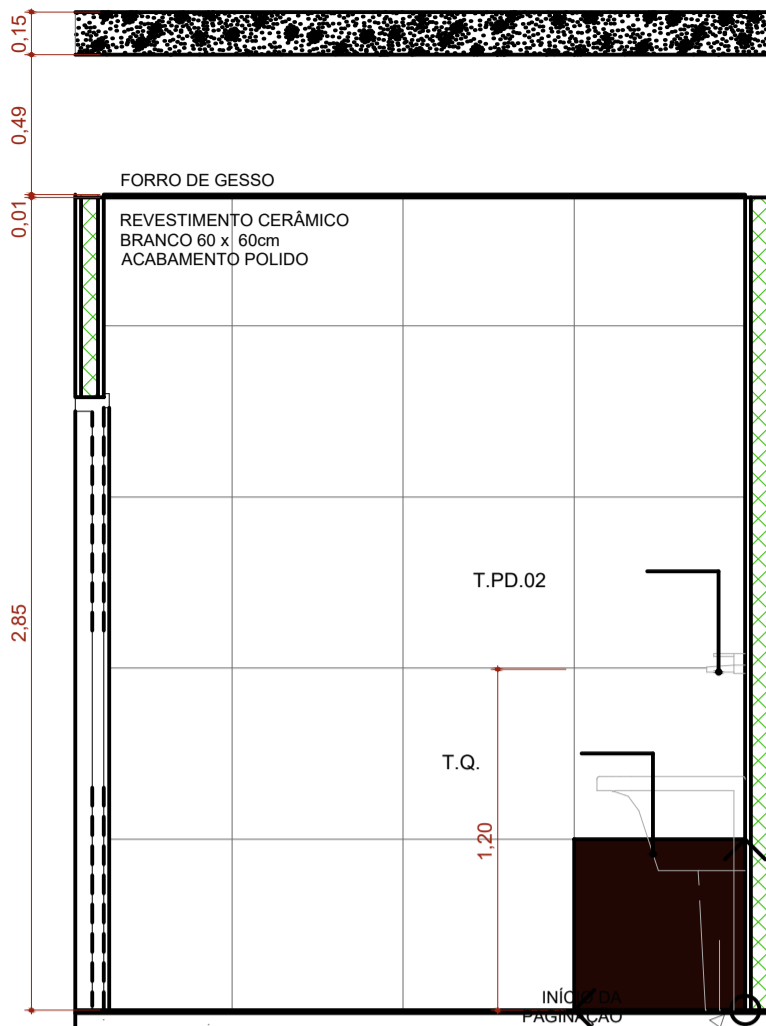 0,15
0,49
FORRO DE GESSO
0,01
REVESTIMENTO CERÂMICO
BRANCO 60 x 60cm
ACABAMENTO POLIDO
T.PD.02
2,85
T.Q.
1,20
INÍCIO DA
PAGINAÇÃO